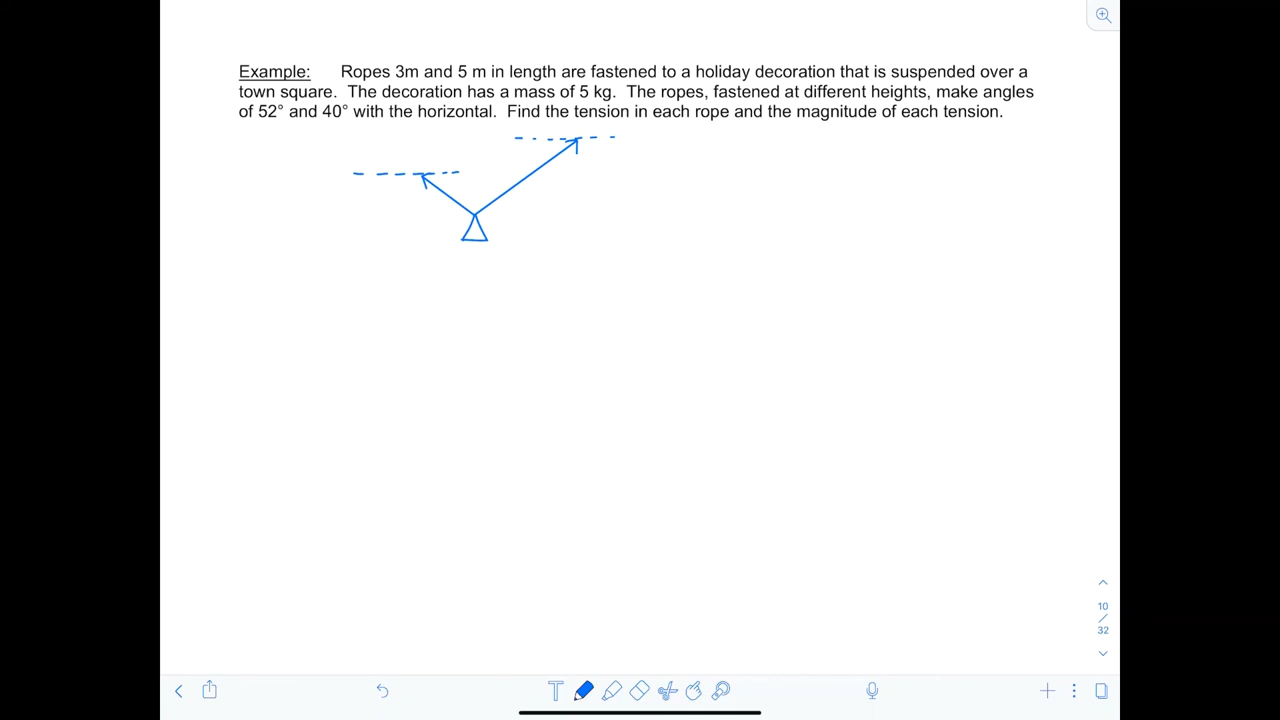 Example: Ropes 3m and 5 m in length are fastened to a holiday decoration that is suspended over a
town square. The decoration has a mass of 5 kg. The ropes, fastened at different heights, make angles
of 52° and 40° with the horizontal. Find the tension in each rope and the magnitude of each tension.
10
/
32
T